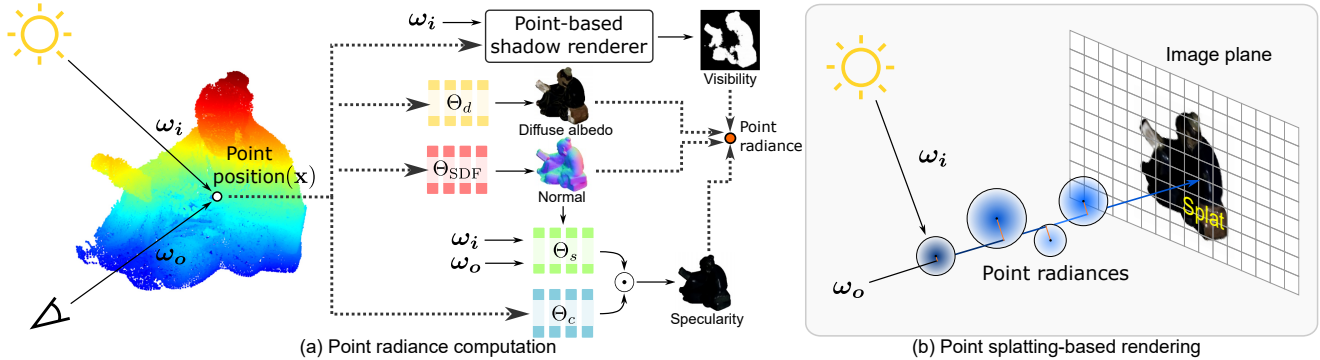 ω_i
Point
position(x)
ω_o
ω_i
Point-based
shadow renderer
Visibility
Θ_d
Diffuse albedo
Point
radiance
Θ_SDF
Normal
ω_i
ω_o
Θ_s
Θ_c
Specularity
(a) Point radiance computation
Image plane
ω_i
Splat
Point radiances
ω_o
(b) Point splatting-based rendering